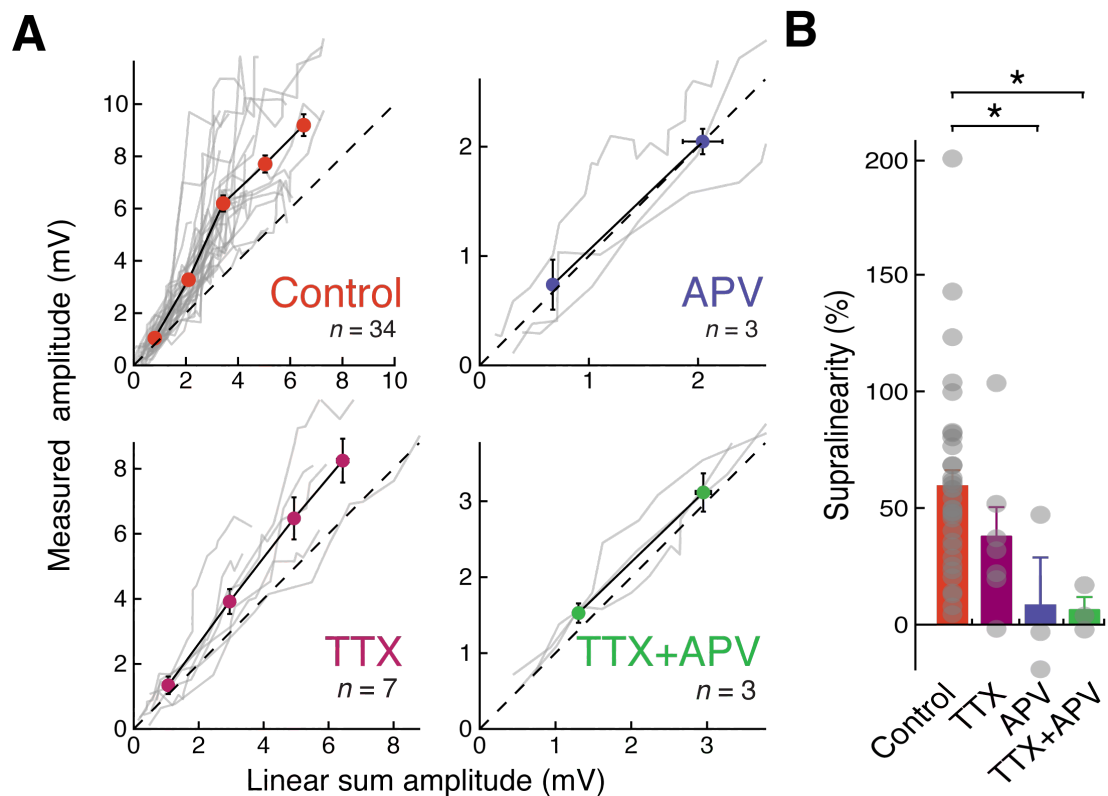 A
B
Measured amplitude (mV)
10
8
6
4
2
0
0 2 4 6 8 10
Control
n = 34
2
1
0
0 1 2
APV
n = 3
8
6
4
2
0
0 2 4 6 8
TTX
n = 7
3
2
1
0
0 1 2 3
TTX+APV
n = 3
Linear sum amplitude (mV)
*
*
Supralinearity (%)
200
150
100
50
0
Control
TTX
APV
TTX+APV